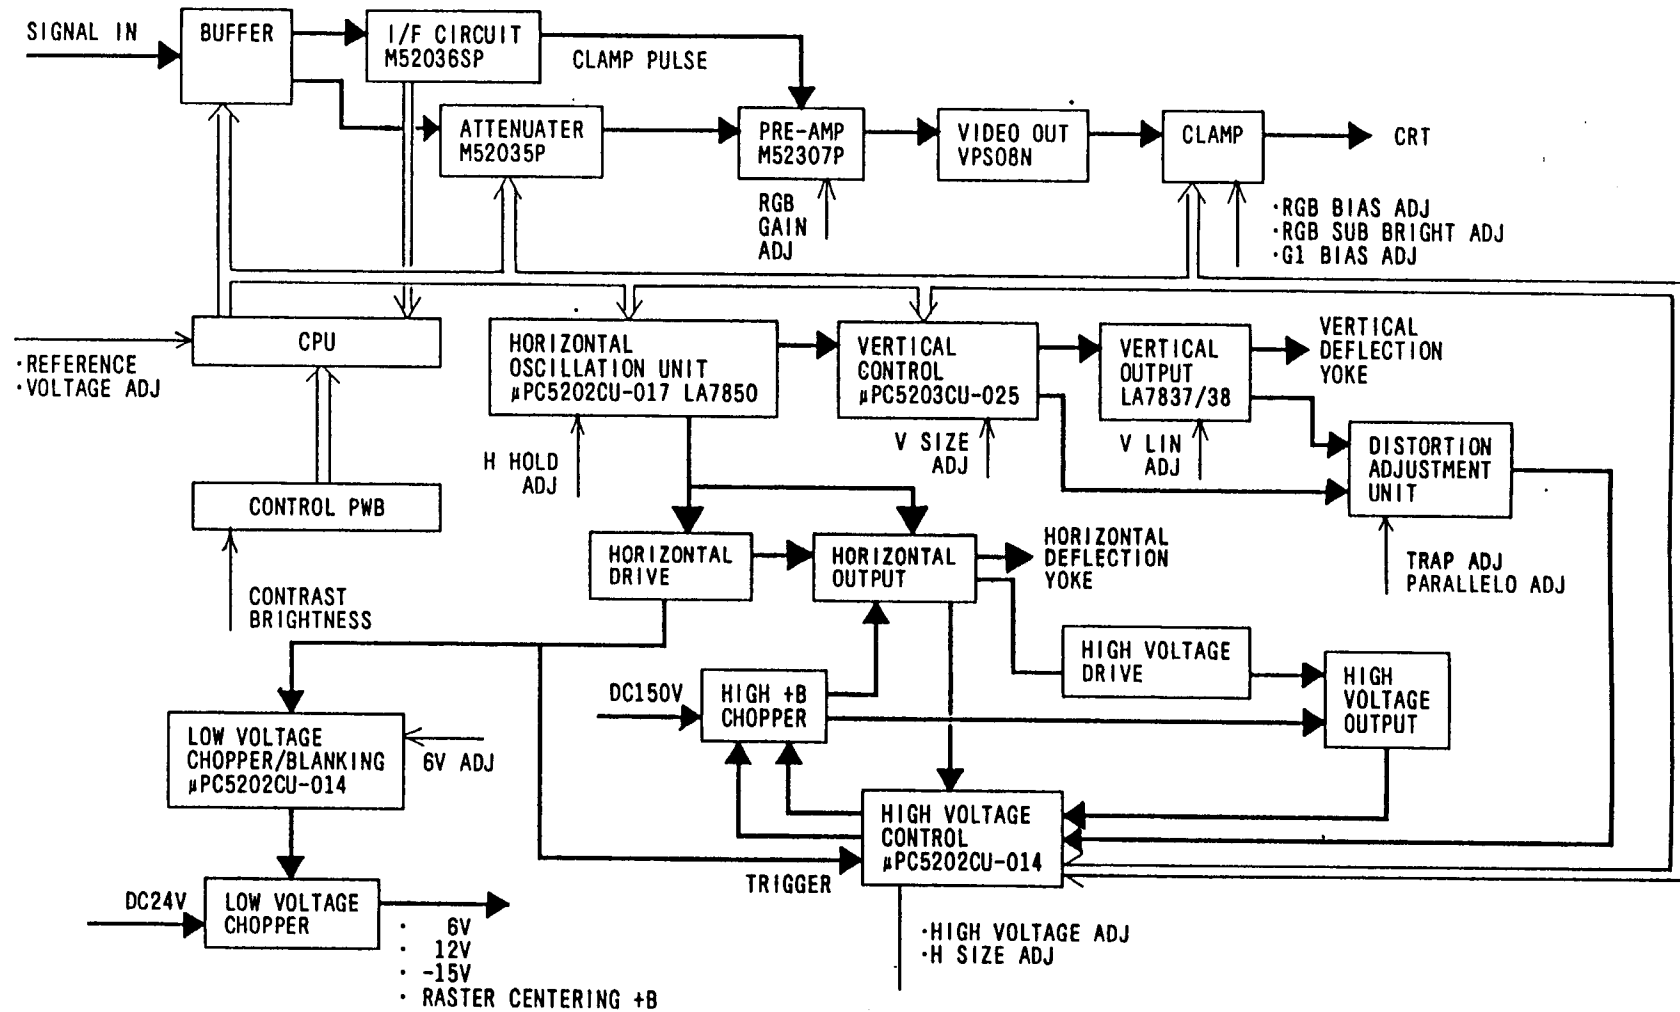 SIGNAL IN
BUFFER
I/F CIRCUIT
M52036SP
CLAMP PULSE
ATTENUATER
M52035P
PRE-AMP
M52307P
VIDEO OUT
VPS08N
CLAMP
CRT
RGB
GAIN
ADJ
·RGB BIAS ADJ
·RGB SUB BRIGHT ADJ
·G1 BIAS ADJ
CPU
·REFERENCE
·VOLTAGE ADJ
HORIZONTAL
OSCILLATION UNIT
µPC5202CU-017 LA7850
VERTICAL
CONTROL
µPC5203CU-025
VERTICAL
OUTPUT
LA7837/38
VERTICAL
DEFLECTION
YOKE
H HOLD
ADJ
V SIZE
ADJ
V LIN
ADJ
DISTORTION
ADJUSTMENT
UNIT
CONTROL PWB
CONTRAST
BRIGHTNESS
HORIZONTAL
DRIVE
HORIZONTAL
OUTPUT
HORIZONTAL
DEFLECTION
YOKE
TRAP ADJ
PARALLELO ADJ
HIGH VOLTAGE
DRIVE
HIGH
VOLTAGE
OUTPUT
DC150V
HIGH +B
CHOPPER
LOW VOLTAGE
CHOPPER/BLANKING
µPC5202CU-014
6V ADJ
HIGH VOLTAGE
CONTROL
µPC5202CU-014
TRIGGER
DC24V
LOW VOLTAGE
CHOPPER
· 6V
· 12V
· -15V
· RASTER CENTERING +B
·HIGH VOLTAGE ADJ
·H SIZE ADJ